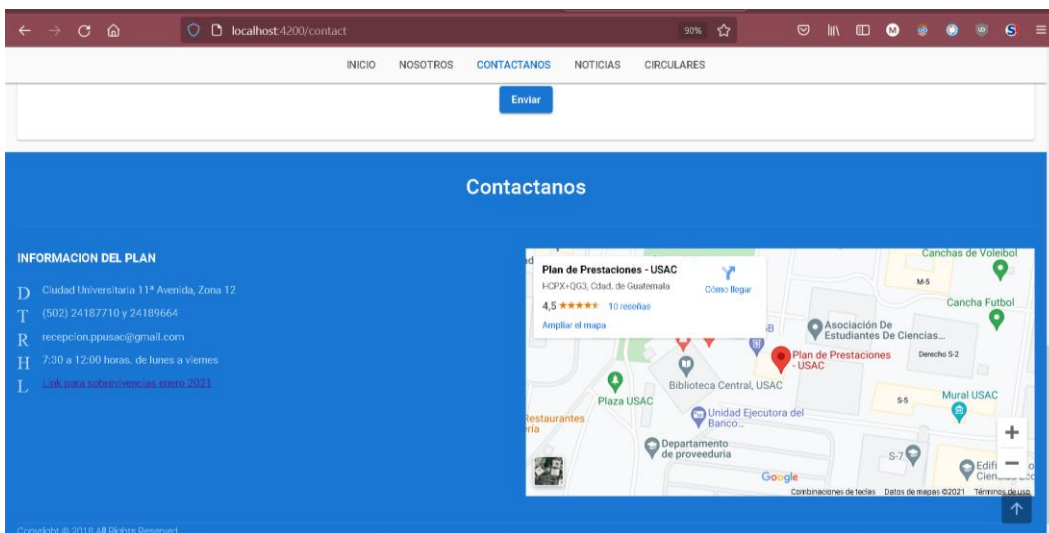 localhost:4200/contact
90%
INICIO NOSOTROS CONTACTANOS NOTICIAS CIRCULARES
Enviar
Contactanos
INFORMACION DEL PLAN
D Ciudad Universitaria 11ª Avenida, Zona 12
T (502) 24187710 y 24189664
R recepcion.ppusac@gmail.com
H 7:30 a 12:00 horas. de lunes a viernes
L Link para sobrevivencias enero 2021
Plan de Prestaciones - USAC
HCPX+QG3, Cdad. de Guatemala
4,5 10 reseñas
Ampliar el mapa
Cómo llegar
Canchas de Voleibol
M-5
Cancha Futbol
Asociación De
Estudiantes De Ciencias...
Plan de Prestaciones
- USAC
Derecho S-2
Biblioteca Central, USAC
Plaza USAC
S-5
Mural USAC
Restaurantes
Unidad Ejecutora del
Banco...
Departamento
de proveeduria
S-7
Edifi
Google
Combinaciones de teclas Datos de mapas ©2021 Términos de uso
Copyright © 2018 All Rights Reserved